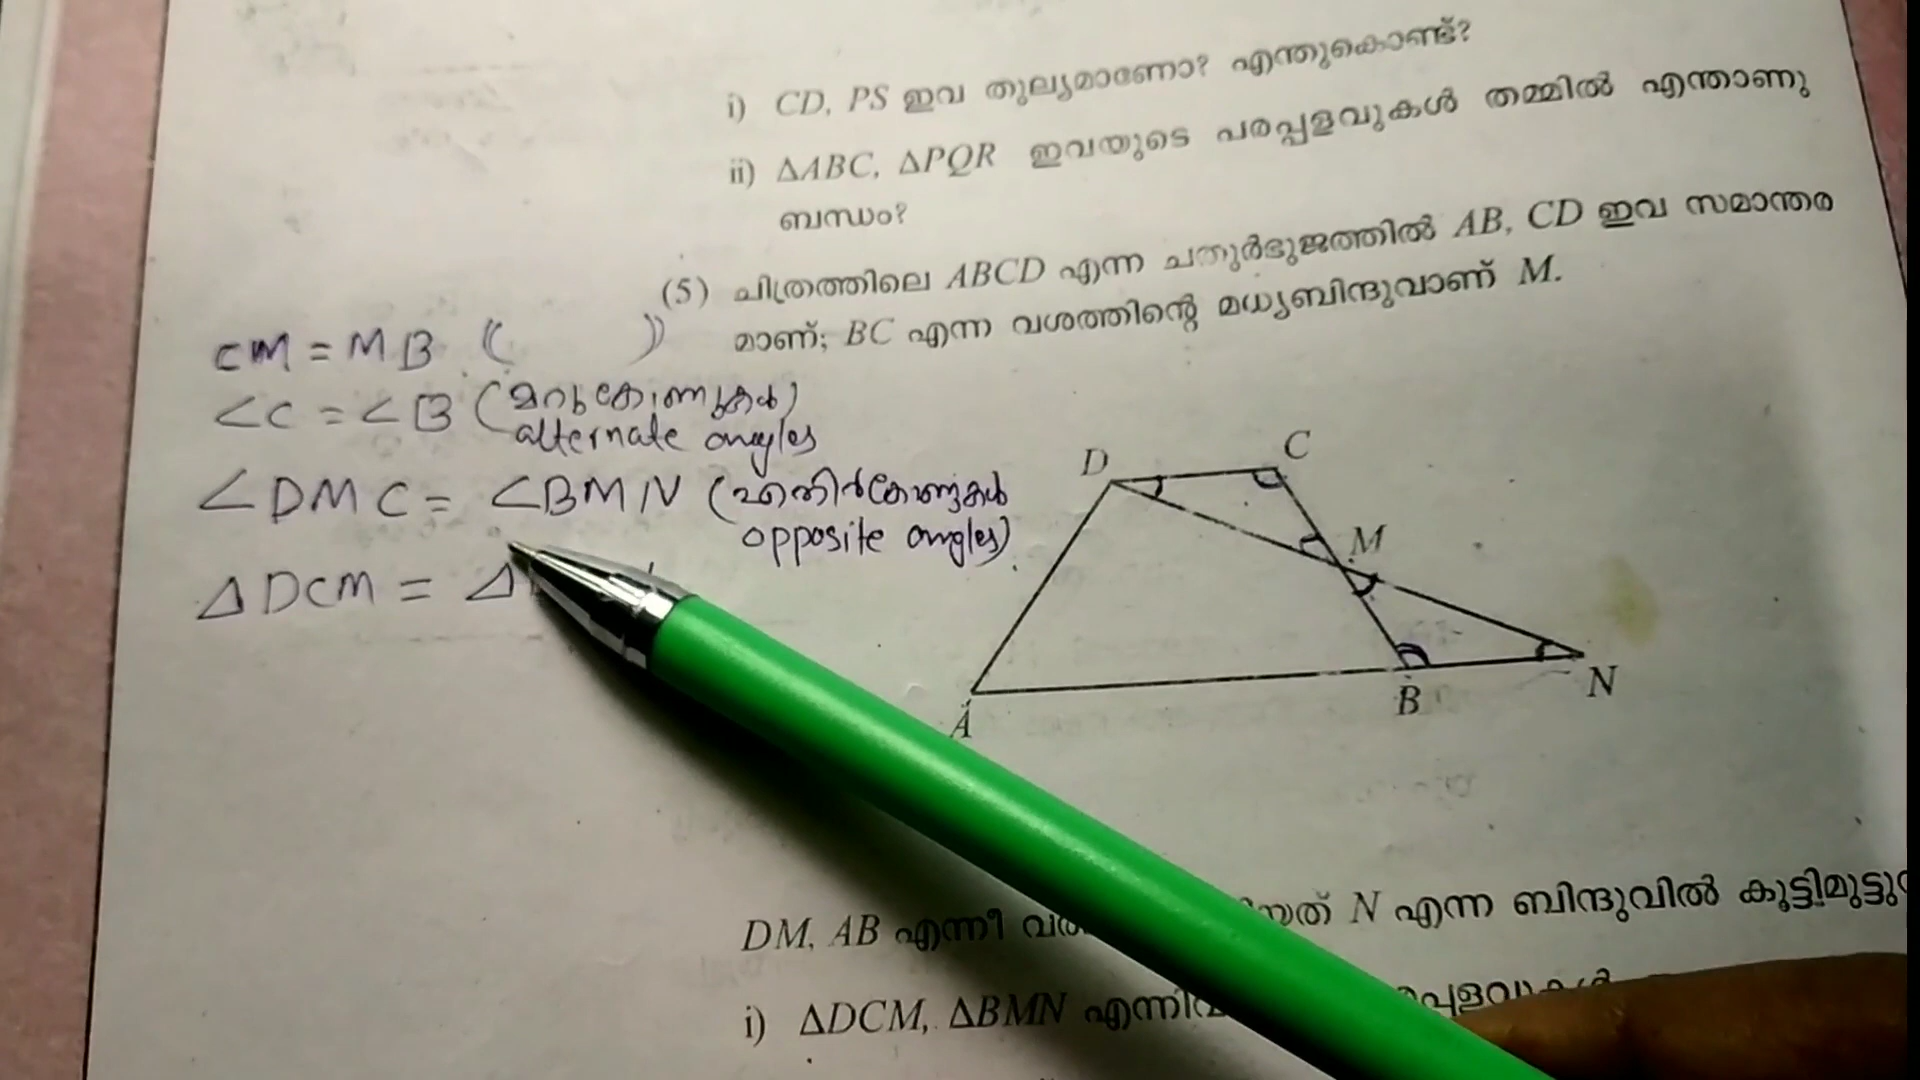 i) CD, PS ഇവ തുല്യമാണോ? എന്തുകൊണ്ട്?
ii) ΔABC, ΔPQR ഇവയുടെ പരപ്പളവുകൾ തമ്മിൽ എന്താണു
ബന്ധം?
(5) ചിത്രത്തിലെ ABCD എന്ന ചതുർഭുജത്തിൽ AB, CD ഇവ സമാന്തര
മാണ്; BC എന്ന വശത്തിന്റെ മധ്യബിന്ദുവാണ് M.
CM = MB ( )
∠C = ∠B (മറുകോണുകൾ)
alternate angles
∠DMC = ∠BMN (എതിർകോണുകൾ
opposite angles)
ΔDCM = Δ
D C
M
A B N
DM, AB എന്നീ N എന്ന ബിന്ദുവിൽ
i) ΔDCM, ΔBMN